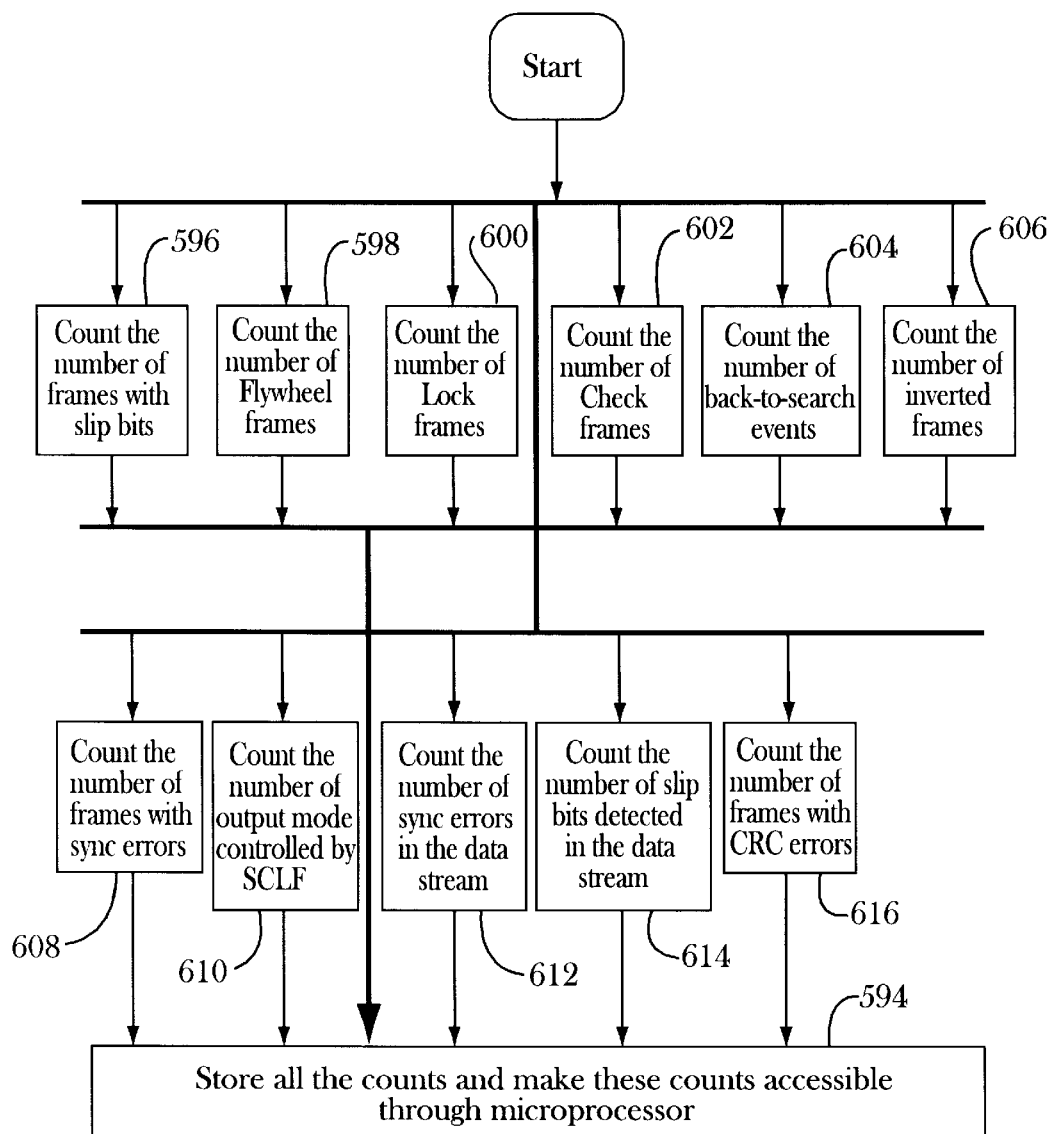 Start
596
598
600
602
604
606
Count the
number of
frames with
slip bits
Count the
number of
Flywheel
frames
Count the
number of
Lock
frames
Count the
number of
Check
frames
Count the
number of
back-to-search
events
Count the
number of
inverted
frames
Count the
number of
frames with
sync errors
Count the
number of
output mode
controlled by
SCLF
Count the
number of
sync errors
in the data
stream
Count the
number of slip
bits detected
in the data
stream
Count the
number of
frames with
CRC errors
608
610
612
614
616
594
Store all the counts and make these counts accessible
through microprocessor